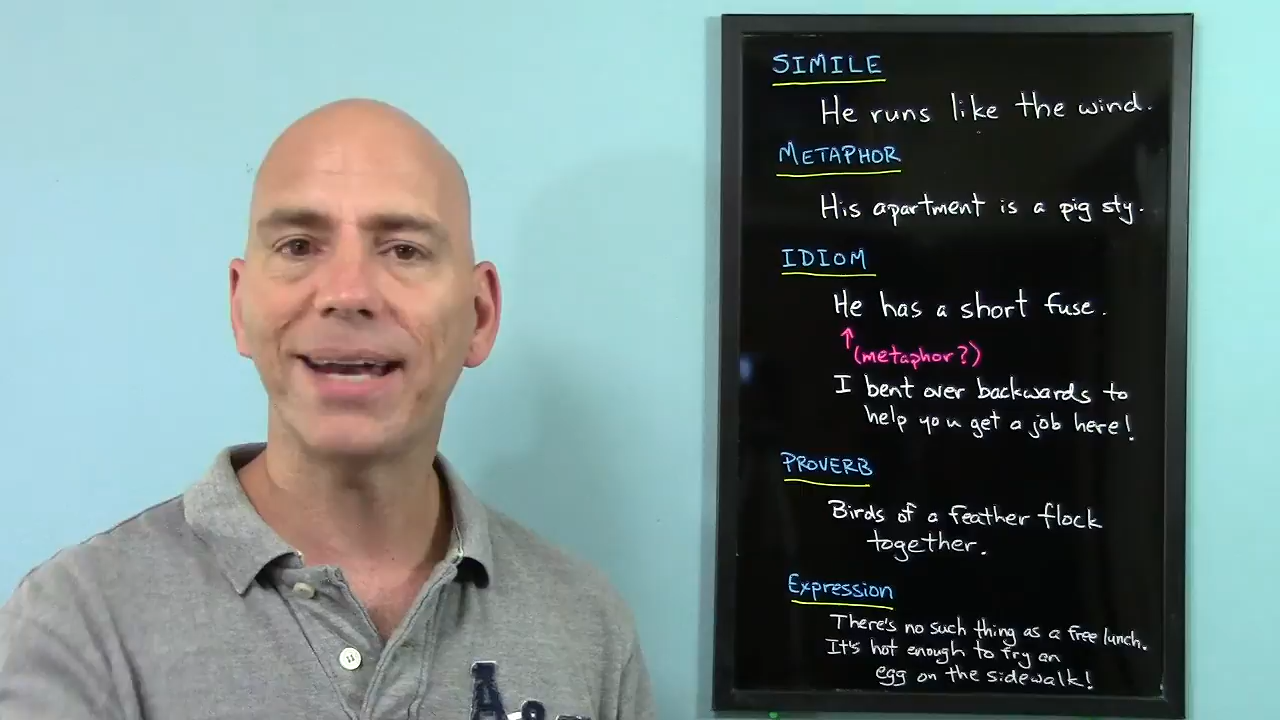 SIMILE
He runs like the wind.
METAPHOR
His apartment is a pig sty.
IDIOM
He has a short fuse.
(metaphor?)
I bent over backwards to
help you get a job here!
PROVERB
Birds of a feather flock
together.
Expression
There's no such thing as a free lunch.
It's hot enough to fry an
egg on the sidewalk!
A